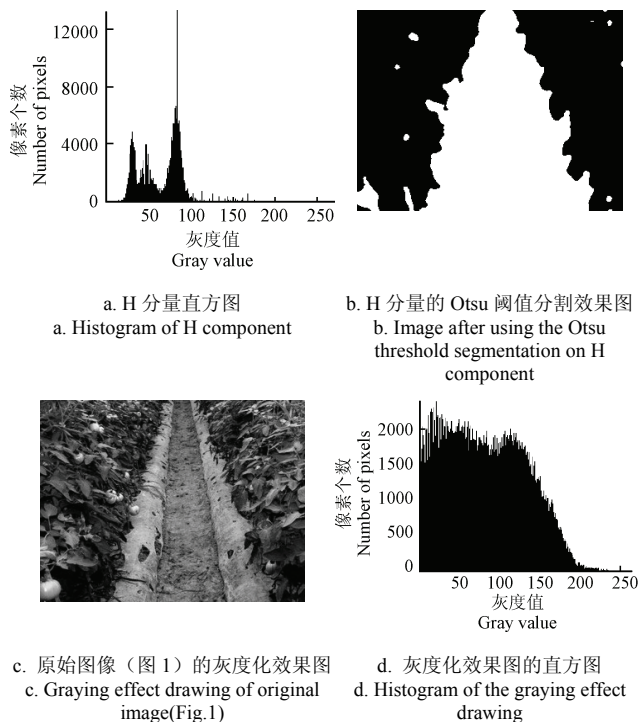 12000
8000
4000
0
50
100
150
200
250
像素个数
Number of pixels
灰度值
Gray value
a. H 分量直方图
a. Histogram of H component
b. H 分量的 Otsu 阈值分割效果图
b. Image after using the Otsu
threshold segmentation on H
component
2000
1500
1000
500
0
50
100
150
200
250
像素个数
Number of pixels
灰度值
Gray value
c. 原始图像（图 1）的灰度化效果图
c. Graying effect drawing of original
image(Fig.1)
d. 灰度化效果图的直方图
d. Histogram of the graying effect
drawing